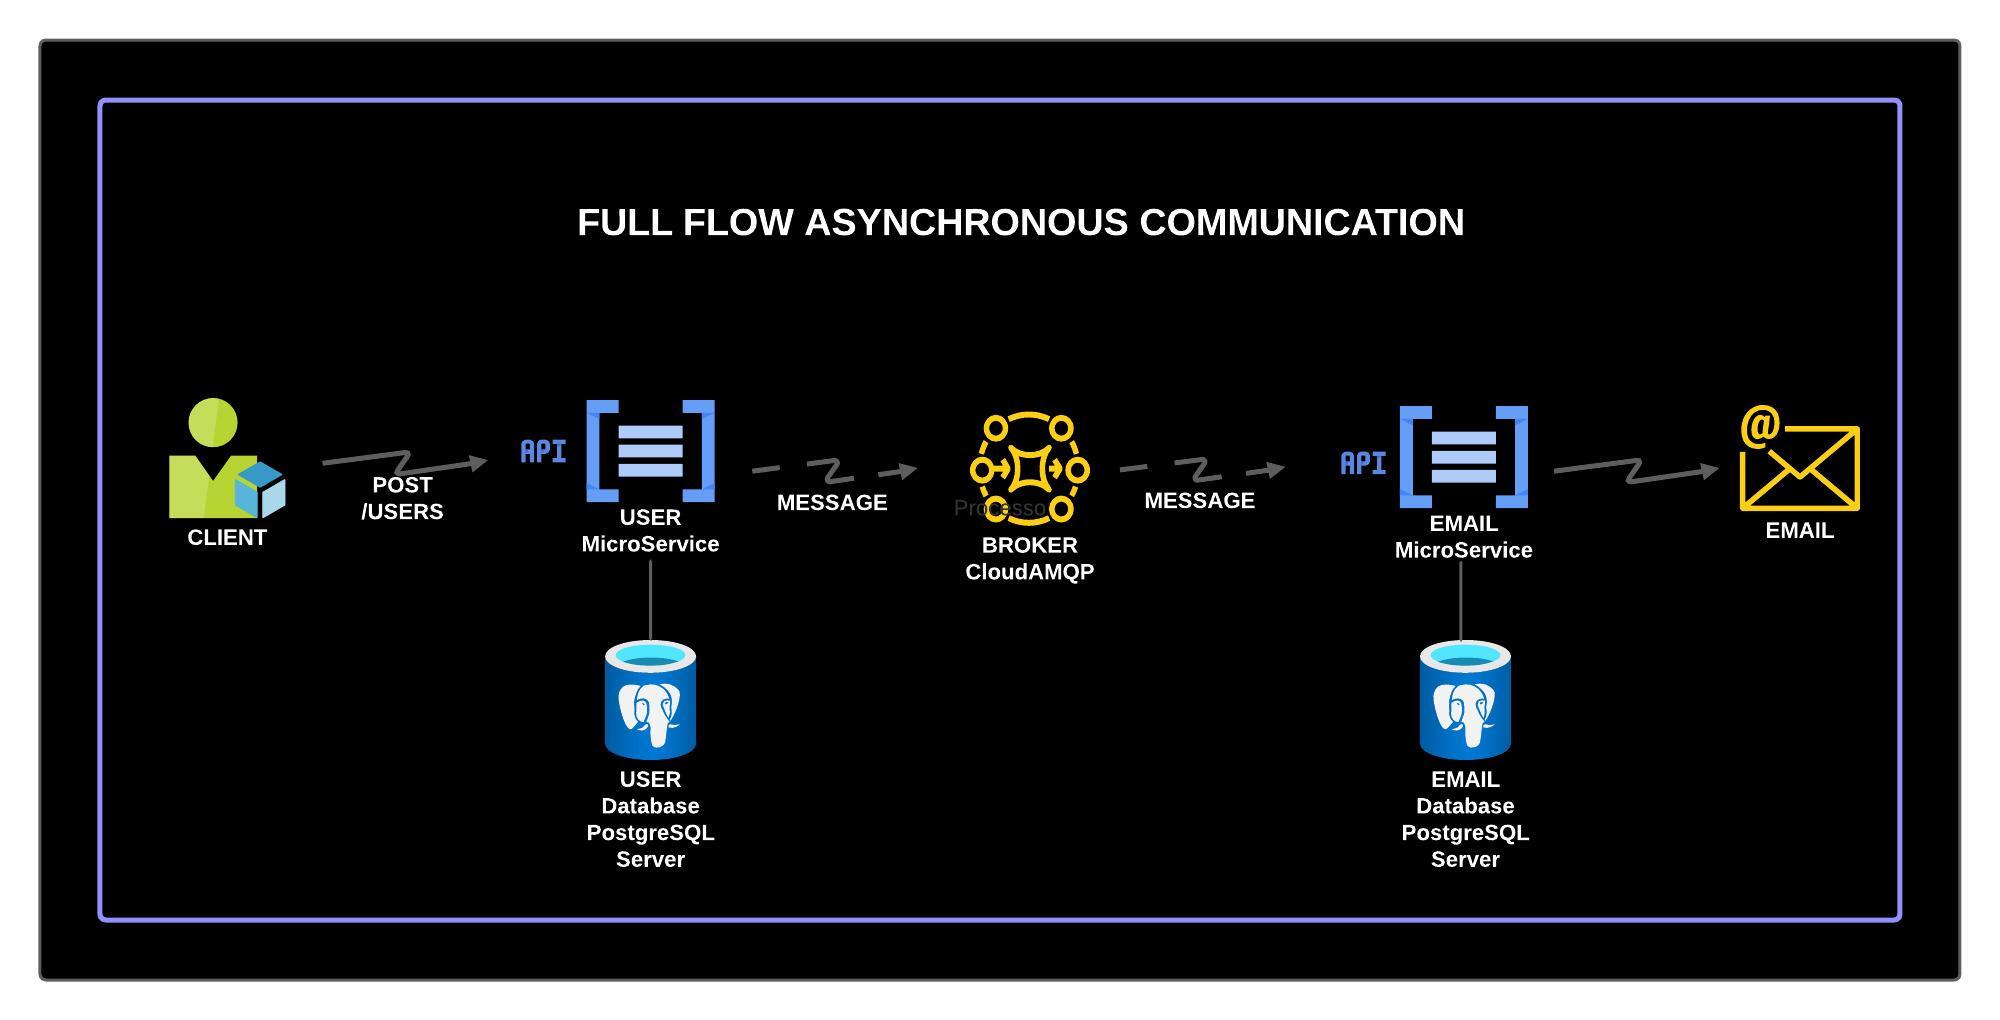 FULL FLOW ASYNCHRONOUS COMMUNICATION
CLIENT
POST
/USERS
API
USER
MicroService
MESSAGE
Processo
BROKER
CloudAMQP
MESSAGE
API
EMAIL
MicroService
@
EMAIL
USER
Database
PostgreSQL
Server
EMAIL
Database
PostgreSQL
Server